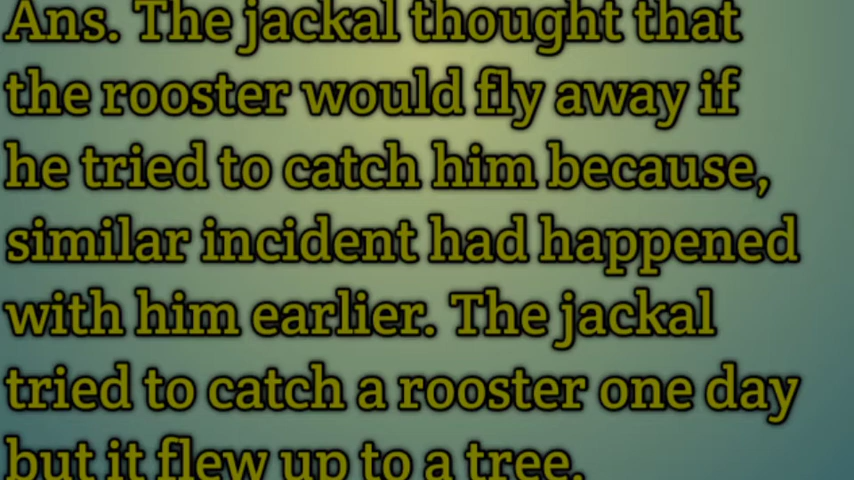 Ans. The jackal thought that
the rooster would fly away if
he tried to catch him because,
similar incident had happened
with him earlier. The jackal
tried to catch a rooster one day
but it flew up to a tree.